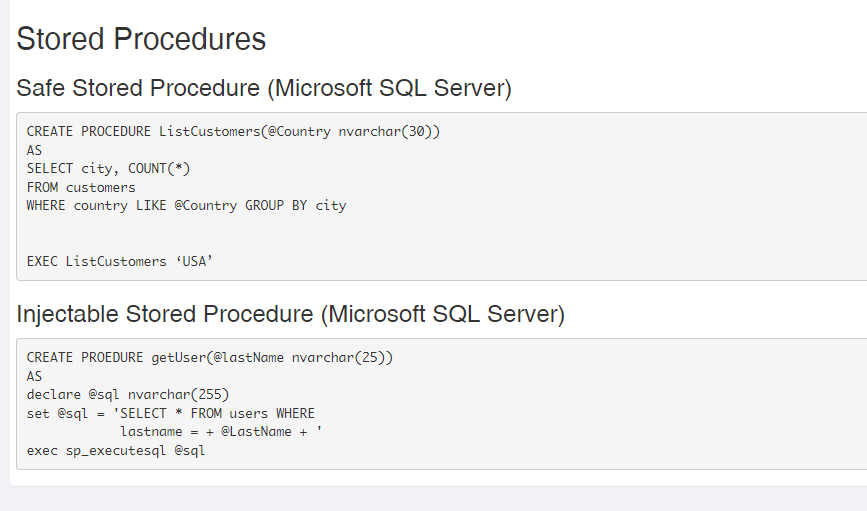 Stored Procedures
Safe Stored Procedure (Microsoft SQL Server)
CREATE PROCEDURE ListCustomers(@Country nvarchar(30))
AS
SELECT city, COUNT(*)
FROM customers
WHERE country LIKE @Country GROUP BY city
EXEC ListCustomers ‘USA’
Injectable Stored Procedure (Microsoft SQL Server)
CREATE PROEDURE getUser(@lastName nvarchar(25))
AS
declare @sql nvarchar(255)
set @sql = 'SELECT * FROM users WHERE
lastname = + @LastName + '
exec sp_executesql @sql